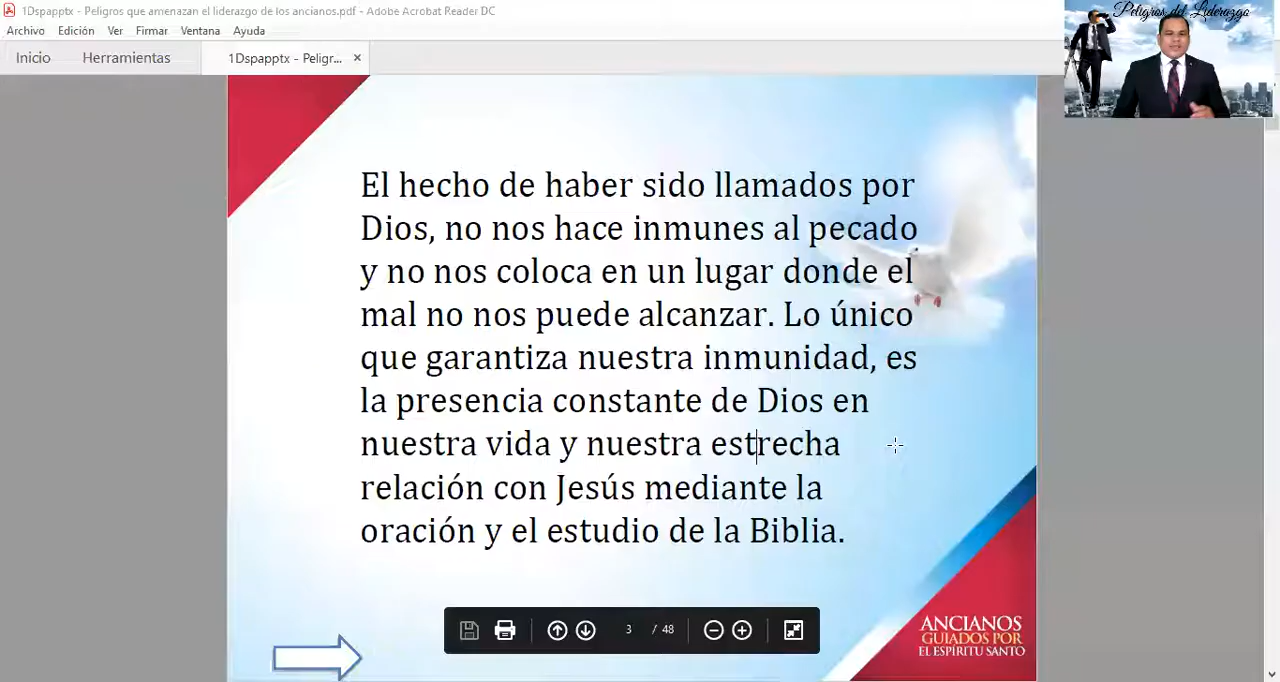 1Dspapptx - Peligros que amenazan el liderazgo de los ancianos.pdf - Adobe Acrobat Reader DC
Archivo Edición Ver Firmar Ventana Ayuda
Inicio Herramientas 1Dspapptx - Peligr... ×
Peligros del Liderazgo
El hecho de haber sido llamados por
Dios, no nos hace inmunes al pecado
y no nos coloca en un lugar donde el
mal no nos puede alcanzar. Lo único
que garantiza nuestra inmunidad, es
la presencia constante de Dios en
nuestra vida y nuestra estrecha
relación con Jesús mediante la
oración y el estudio de la Biblia.
3 / 48
ANCIANOS
GUIADOS POR
EL ESPÍRITU SANTO